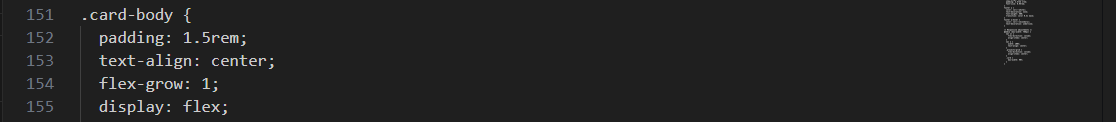 151 .card-body {
152 padding: 1.5rem;
153 text-align: center;
154 flex-grow: 1;
155 display: flex;